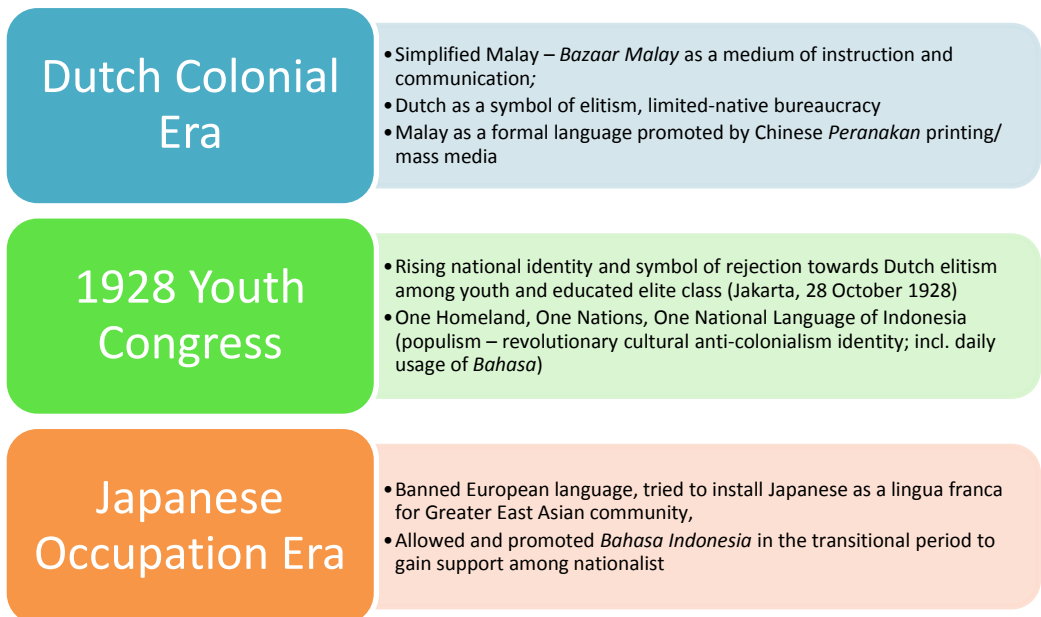 Dutch Colonial
Era
•Simplified Malay – Bazaar Malay as a medium of instruction and
communication;
•Dutch as a symbol of elitism, limited-native bureaucracy
•Malay as a formal language promoted by Chinese Peranakan printing/
mass media
1928 Youth
Congress
•Rising national identity and symbol of rejection towards Dutch elitism
among youth and educated elite class (Jakarta, 28 October 1928)
•One Homeland, One Nations, One National Language of Indonesia
(populism – revolutionary cultural anti-colonialism identity; incl. daily
usage of Bahasa)
Japanese
Occupation Era
•Banned European language, tried to install Japanese as a lingua franca
for Greater East Asian community,
•Allowed and promoted Bahasa Indonesia in the transitional period to
gain support among nationalist